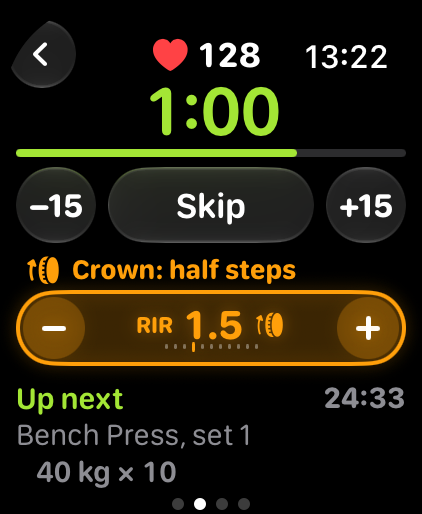 128 13:22
1:00
−15 Skip +15
Crown: half steps
− RIR 1.5 +
Up next 24:33
Bench Press, set 1
40 kg × 10